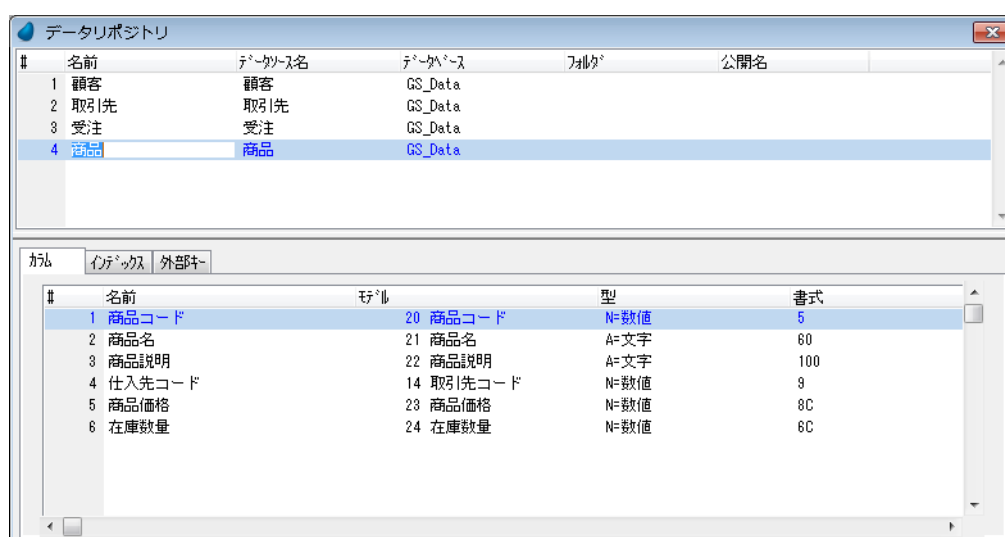 データリポジトリ
# 名前 ﾃﾞｰﾀｿｰｽ名 ﾃﾞｰﾀﾍﾞｰｽ ﾌｫﾙﾀﾞ 公開名
1 顧客 顧客 GS_Data
2 取引先 取引先 GS_Data
3 受注 受注 GS_Data
4 商品 商品 GS_Data
ｶﾗﾑ ｲﾝﾃﾞｯｸｽ 外部ｷｰ
# 名前 ﾓﾃﾞﾙ 型 書式
1 商品コード 20 商品コード N=数値 5
2 商品名 21 商品名 A=文字 60
3 商品説明 22 商品説明 A=文字 100
4 仕入先コード 14 取引先コード N=数値 9
5 商品価格 23 商品価格 N=数値 8C
6 在庫数量 24 在庫数量 N=数値 6C